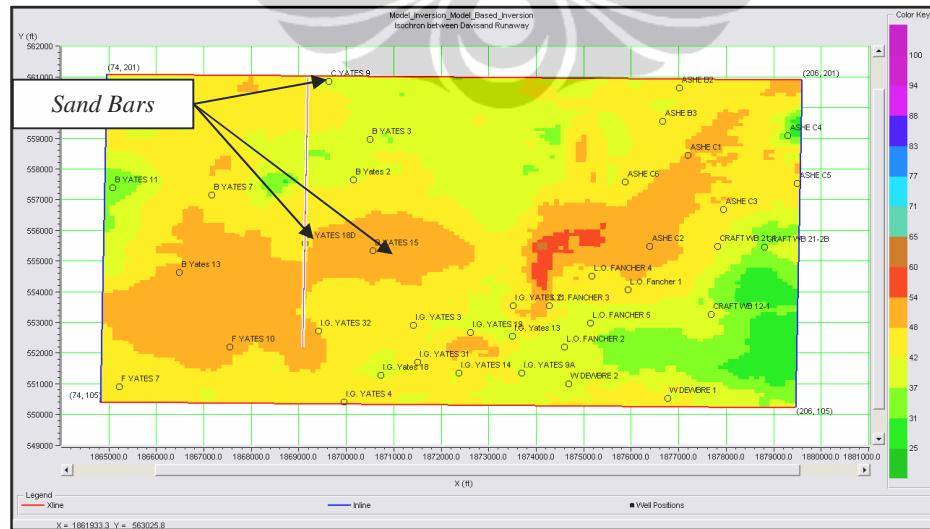 Model_Inversion_Model_Based_Inversion
Isochron between Davisand Runaway
Color Key
Y (ft)
562000
561000
559000
558000
557000
556000
555000
554000
553000
552000
551000
550000
549000
(74, 201)
(206, 201)
(74, 105)
(206, 105)
Sand Bars
C YATES 9
ASHE B2
ASHE B3
ASHE C4
B YATES 3
ASHE C1
B Yates 2
ASHE C6
ASHE C5
B YATES 11
B YATES 7
ASHE C3
YATES 18D
YATES 15
ASHE C2
CRAFT WB 21-2B
B Yates 13
L.O. FANCHER 4
L.O. Fancher 1
I.G. YATES
L.O. FANCHER 3
CRAFT WB 12-1
I.G. YATES 32
I.G. YATES 3
I.G. YATES 19
I.G. Yates 13
L.O. FANCHER 5
F YATES 10
L.O. FANCHER 2
I.G. YATES 31
I.G. Yates 18
I.G. YATES 14
I.G. YATES 9A
F YATES 7
W DEWBRE 2
W DEWBRE 1
I.G. YATES 4
1865000.0 1866000.0 1867000.0 1868000.0 1869000.0 1870000.0 1871000.0 1872000.0 1873000.0 1874000.0 1875000.0 1876000.0 1877000.0 1878000.0 1879000.0 1880000.0 1881000.0
X (ft)
100
94
88
83
77
71
65
60
54
48
42
37
31
25
Legend
Xline
Inline
Well Positions
X = 1861933.3 Y = 563025.8